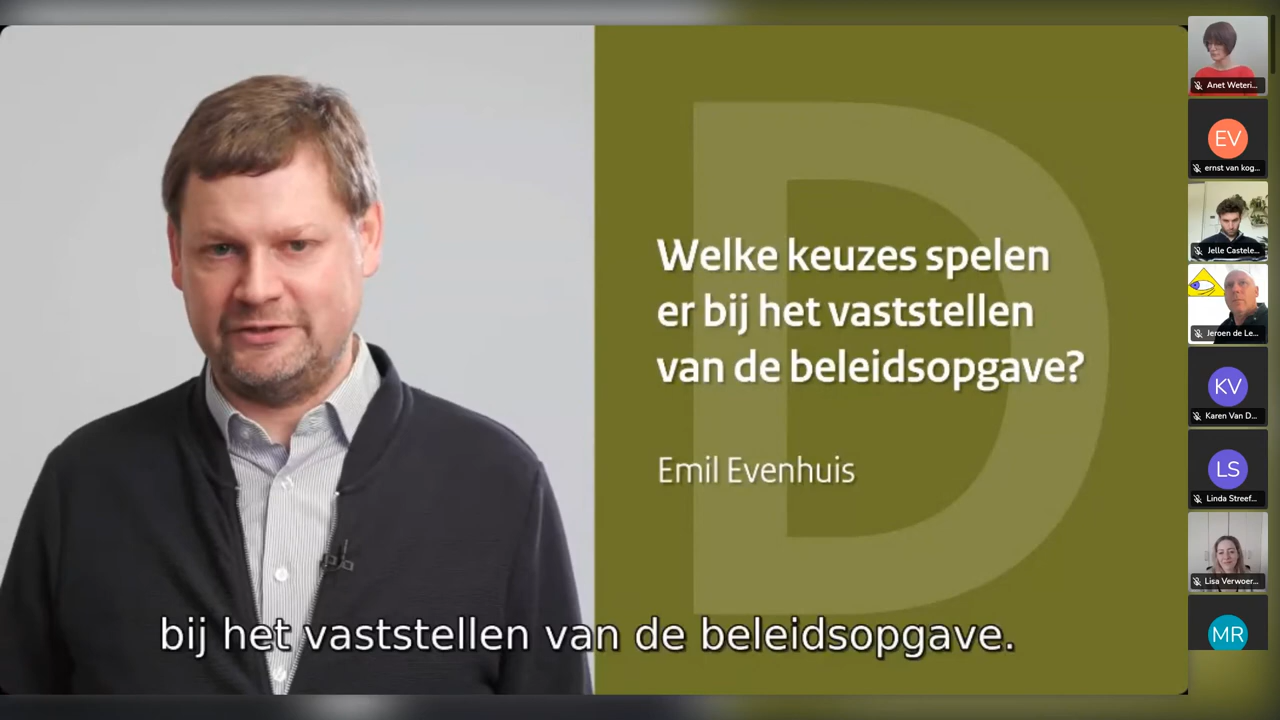 Welke keuzes spelen
er bij het vaststellen
van de beleidsopgave?
Emil Evenhuis
D
bij het vaststellen van de beleidsopgave.
Anet Weteri...
EV
ernst van kog...
Jelle Castele...
Jeroen de Le...
KV
Karen Van D...
LS
Linda Streef...
Lisa Verwoer...
MR